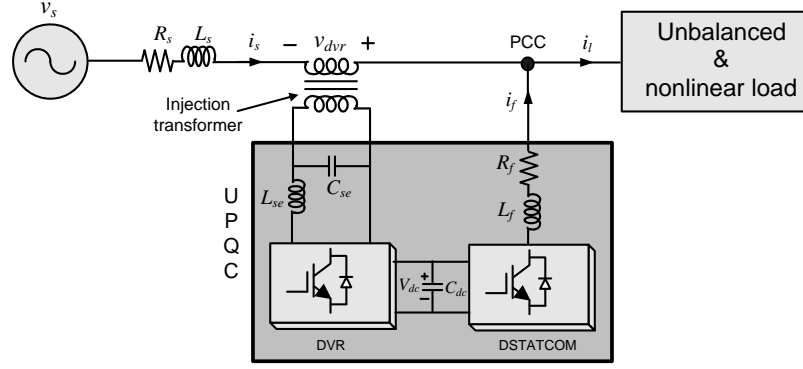 v_s
R_s
L_s
i_s
− v_dvr +
PCC
i_l
Unbalanced
&
nonlinear load
Injection
transformer
i_f
R_f
C_se
L_se
L_f
U
P
Q
C
V_dc
+
−
C_dc
DVR
DSTATCOM